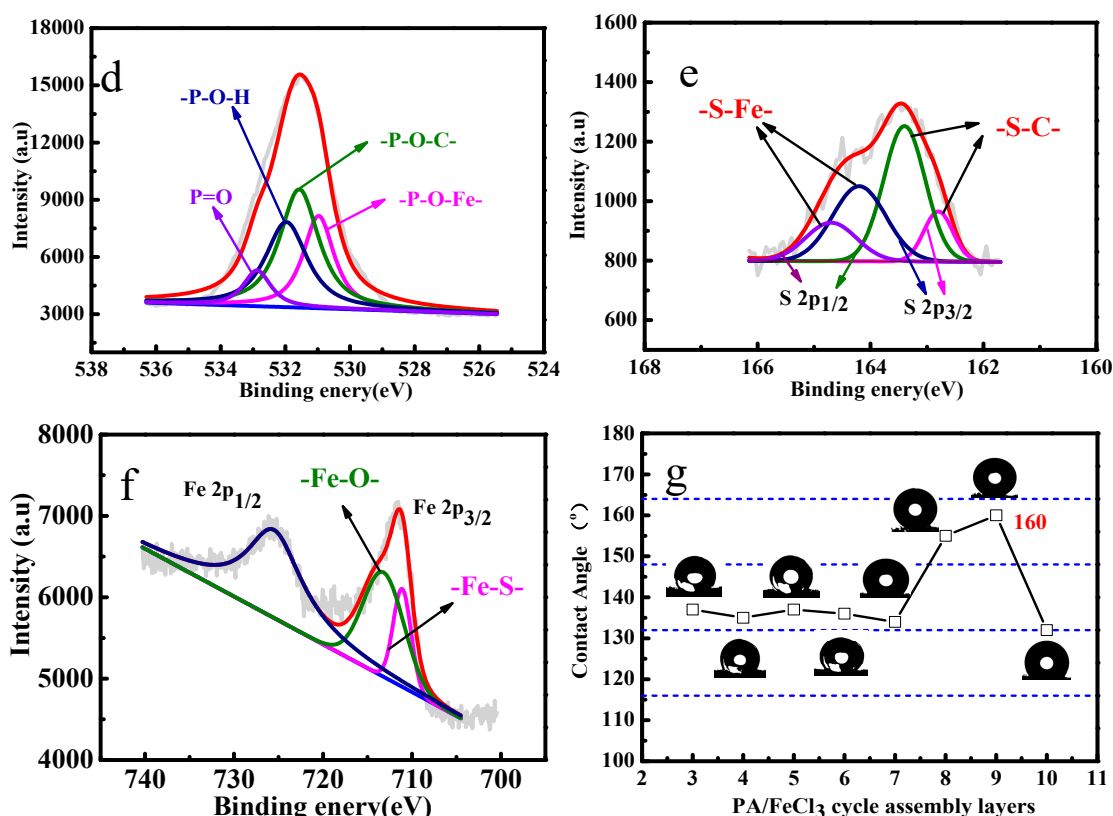 d
-P-O-H
-P-O-C-
P=O
-P-O-Fe-
Intensity (a.u)
18000
15000
12000
9000
6000
3000
538 536 534 532 530 528 526 524
Binding enery(eV)
e
-S-Fe-
-S-C-
S 2p1/2
S 2p3/2
Intensity (a.u)
1600
1400
1200
1000
800
600
168 166 164 162 160
Binding enery(eV)
f
Fe 2p1/2
-Fe-O-
Fe 2p3/2
-Fe-S-
Intensity (a.u)
8000
7000
6000
5000
4000
740 730 720 710 700
Binding enery(eV)
g
160
Contact Angle (°)
180
170
160
150
140
130
120
110
100
2 3 4 5 6 7 8 9 10 11
PA/FeCl3 cycle assembly layers